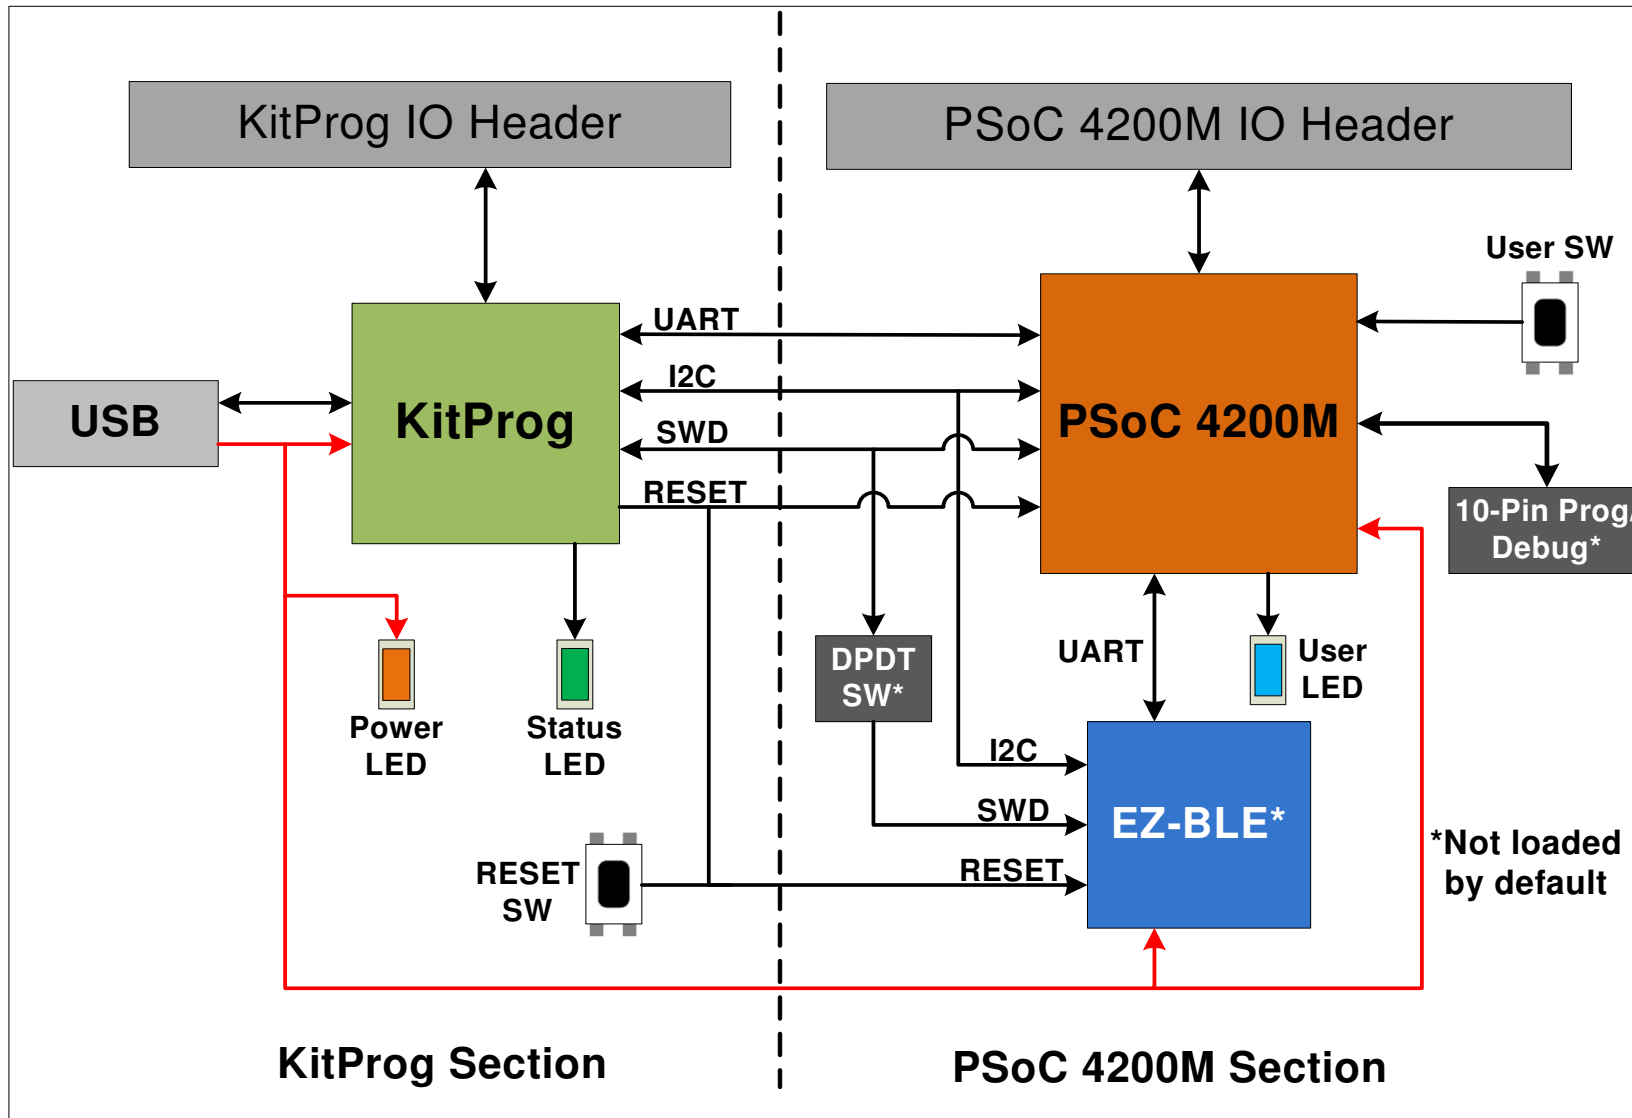 KitProg IO Header
PSoC 4200M IO Header
User SW
UART
I2C
USB
KitProg
SWD
PSoC 4200M
RESET
10-Pin Prog/
Debug*
DPDT
SW*
UART
User
LED
Power
LED
Status
LED
I2C
SWD
EZ-BLE*
RESET
SW
RESET
*Not loaded
by default
KitProg Section
PSoC 4200M Section